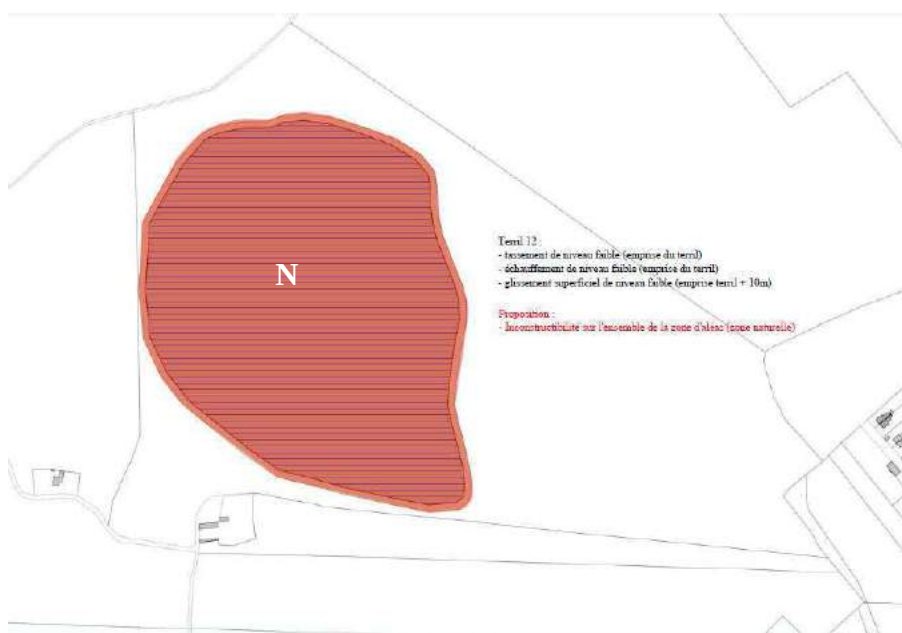 N
Terril 12 :
- tassement de niveau faible (emprise du terril)
- échauffement de niveau faible (emprise du terril)
- glissement superficiel de niveau faible (emprise terril + 10m)
Proposition :
- Inconstructibilité sur l'ensemble de la zone d'aléas (zone naturelle)